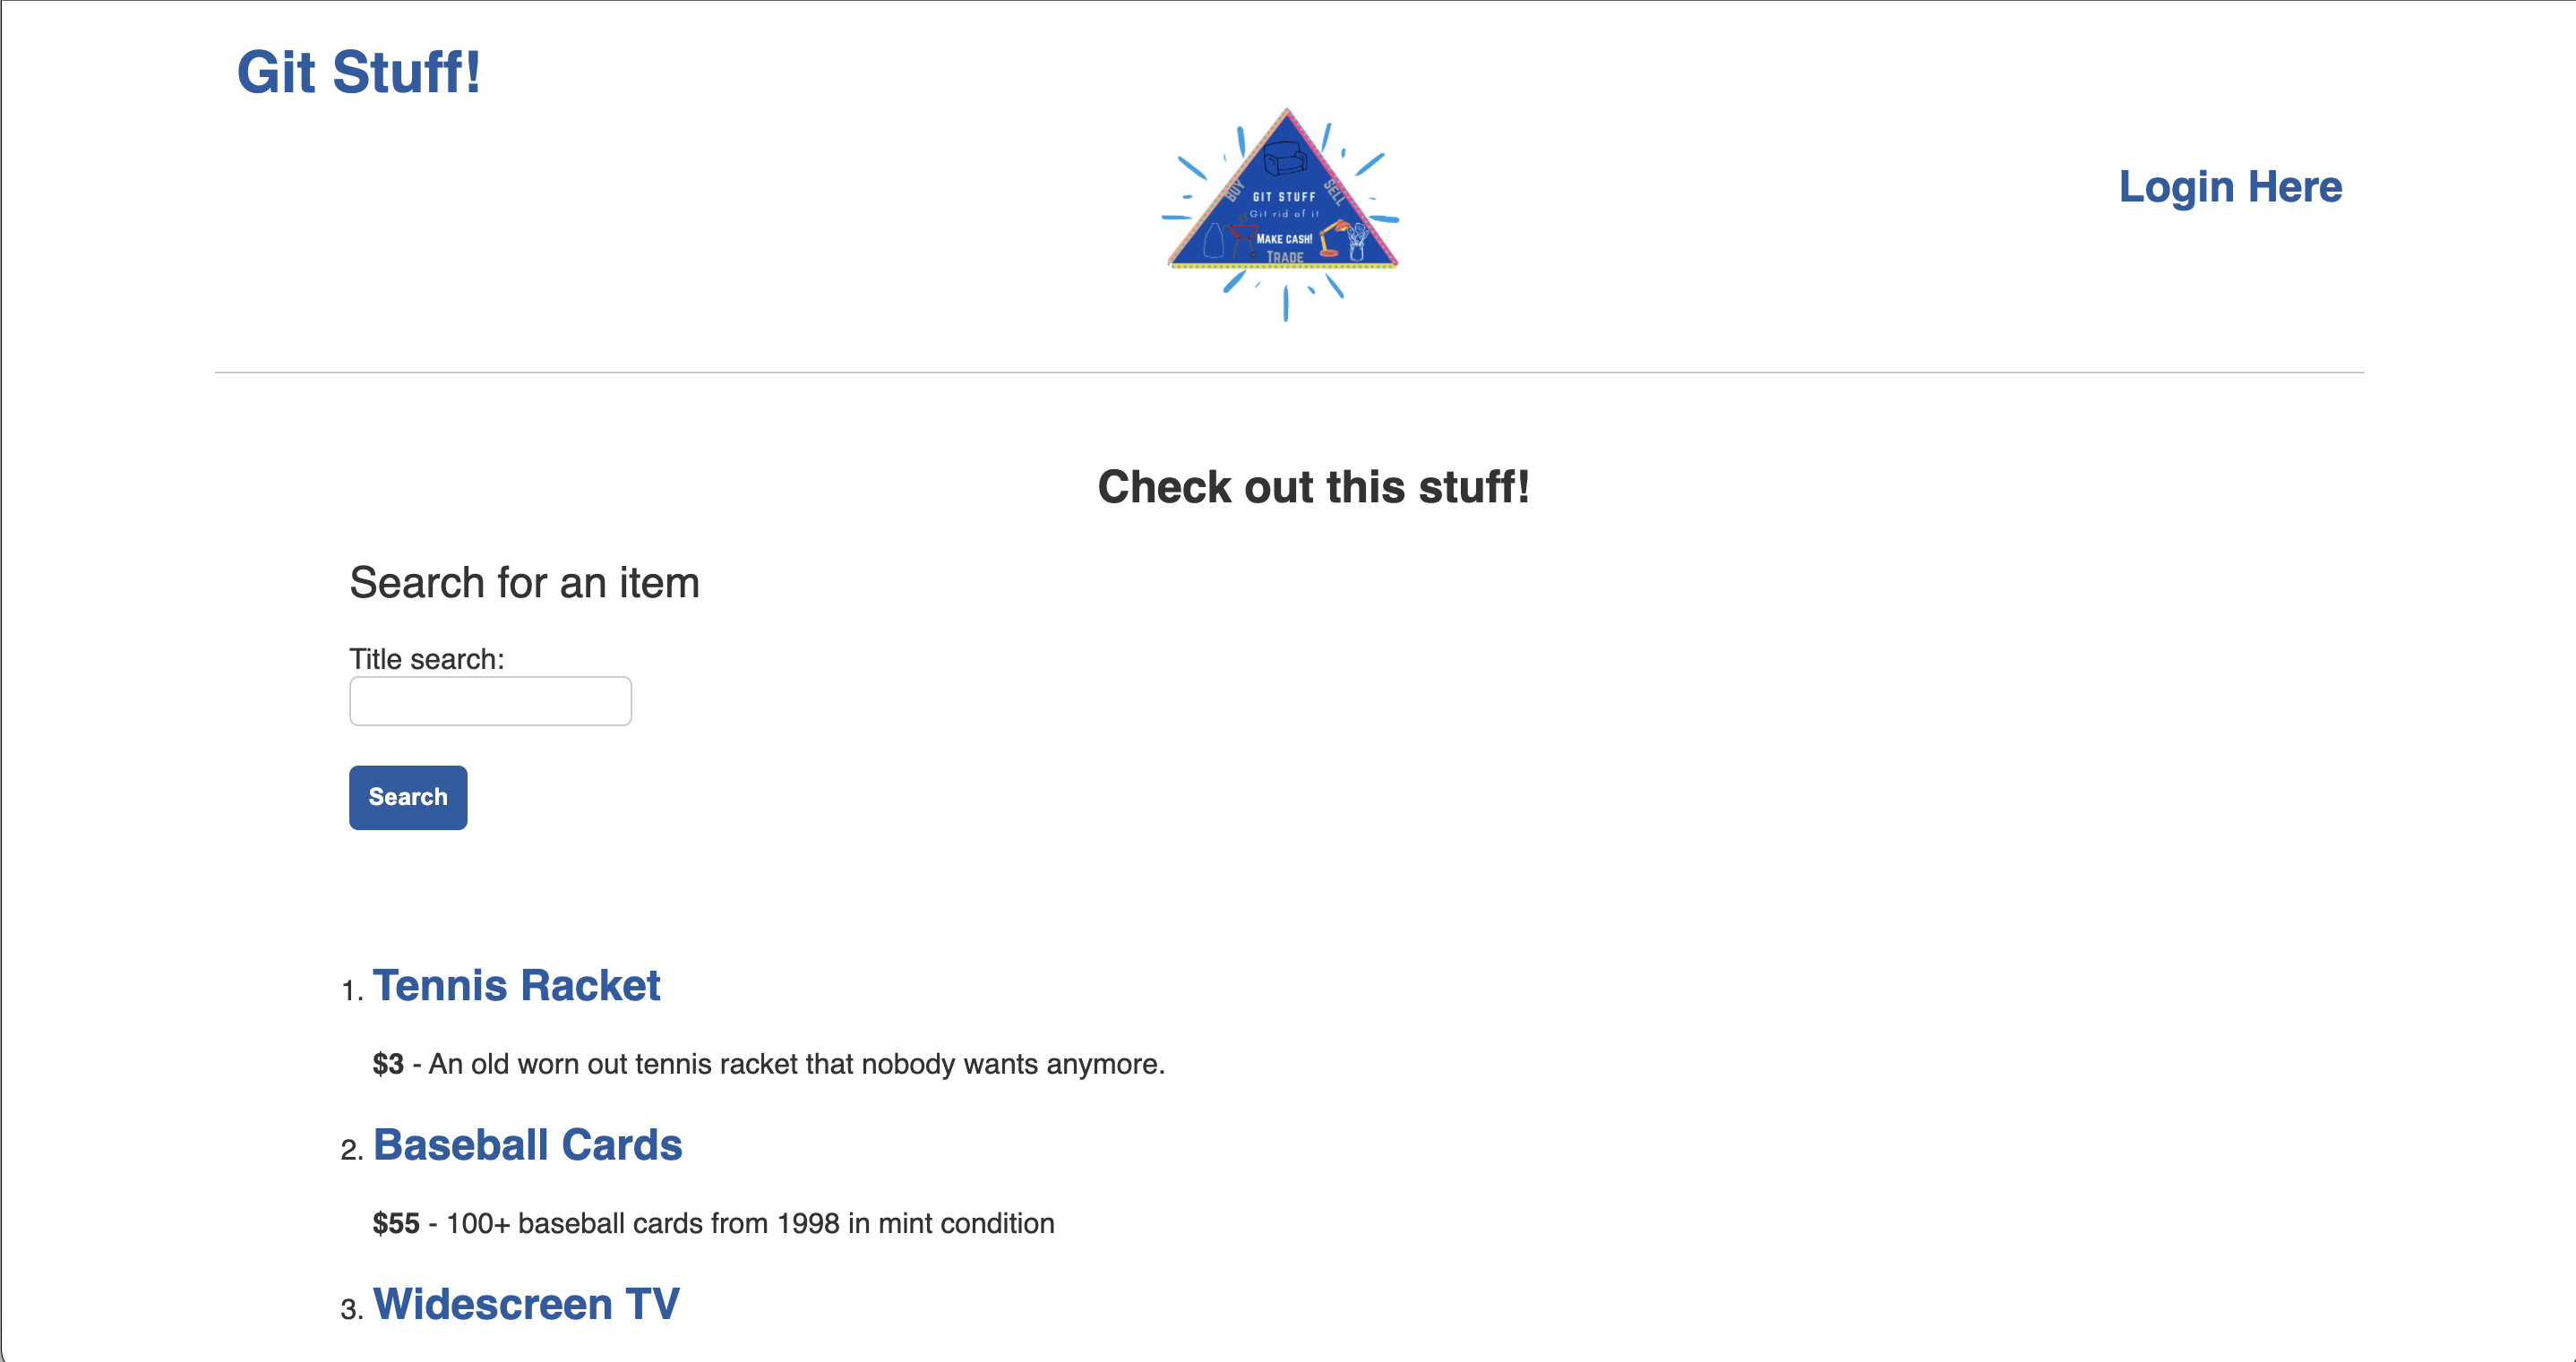 Git Stuff!
BUY
SELL
GIT STUFF
Git rid of it
MAKE CASH!
TRADE
Login Here
Check out this stuff!
Search for an item
Title search:
Search
1. Tennis Racket
$3 - An old worn out tennis racket that nobody wants anymore.
2. Baseball Cards
$55 - 100+ baseball cards from 1998 in mint condition
3. Widescreen TV